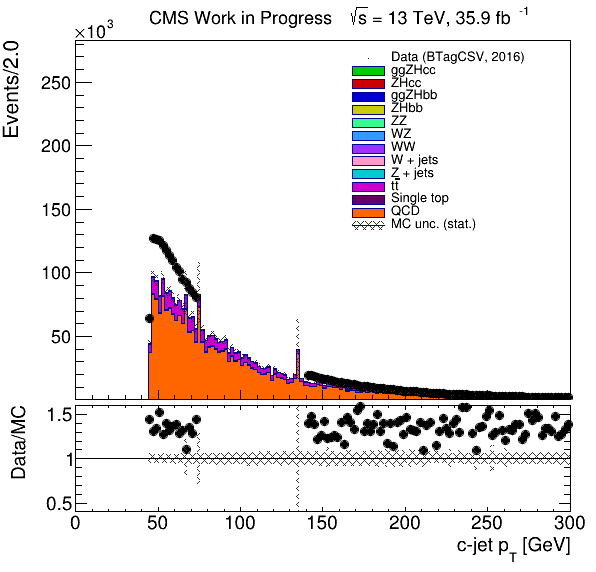 CMS Work in Progress √s = 13 TeV, 35.9 fb⁻¹
×10³
Events/2.0
250
200
150
100
50
Data (BTagCSV, 2016)
ggZHcc
ZHcc
ggZHbb
ZHbb
ZZ
WZ
WW
W + jets
Z + jets
tt̅
Single top
QCD
MC unc. (stat.)
Data/MC
1.5
1
0.5
0 50 100 150 200 250 300
c-jet p_T [GeV]